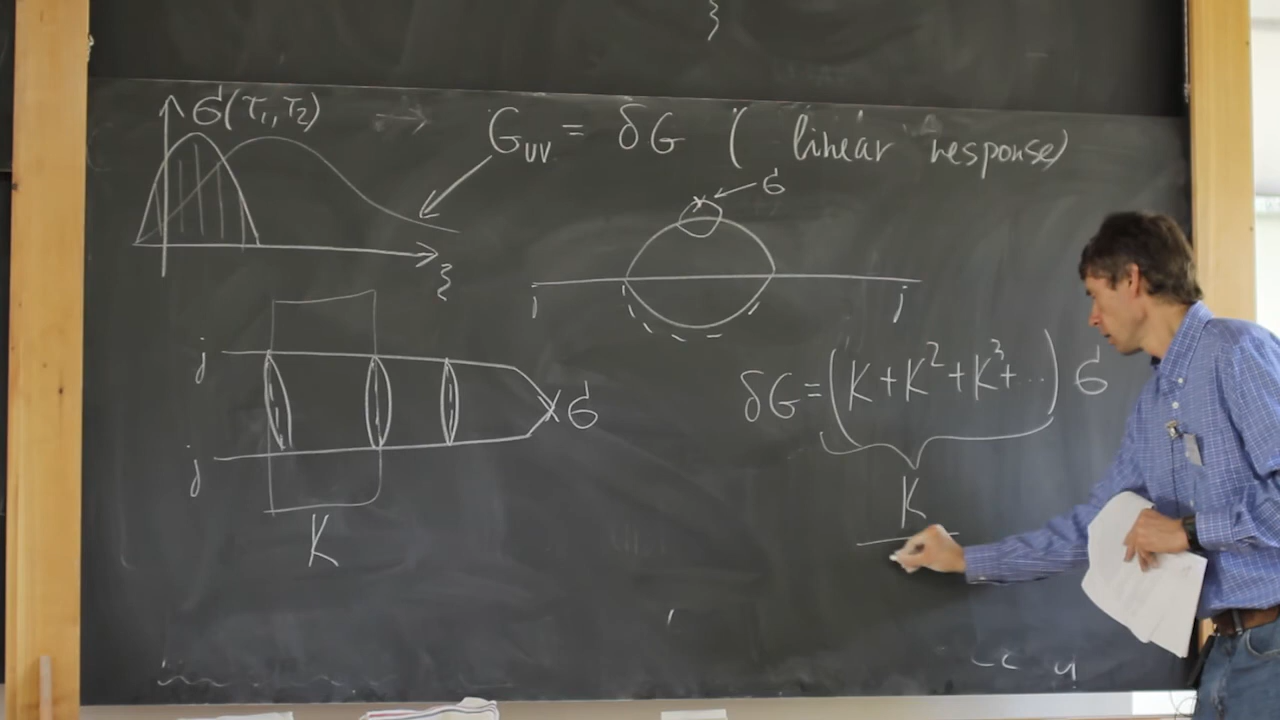 ξ
σ(τ₁, τ₂) → G_UV = δG ( linear response)
σ
ξ
j j
j
× σ
j
K
δG = (K + K² + K³ + ...) σ
K